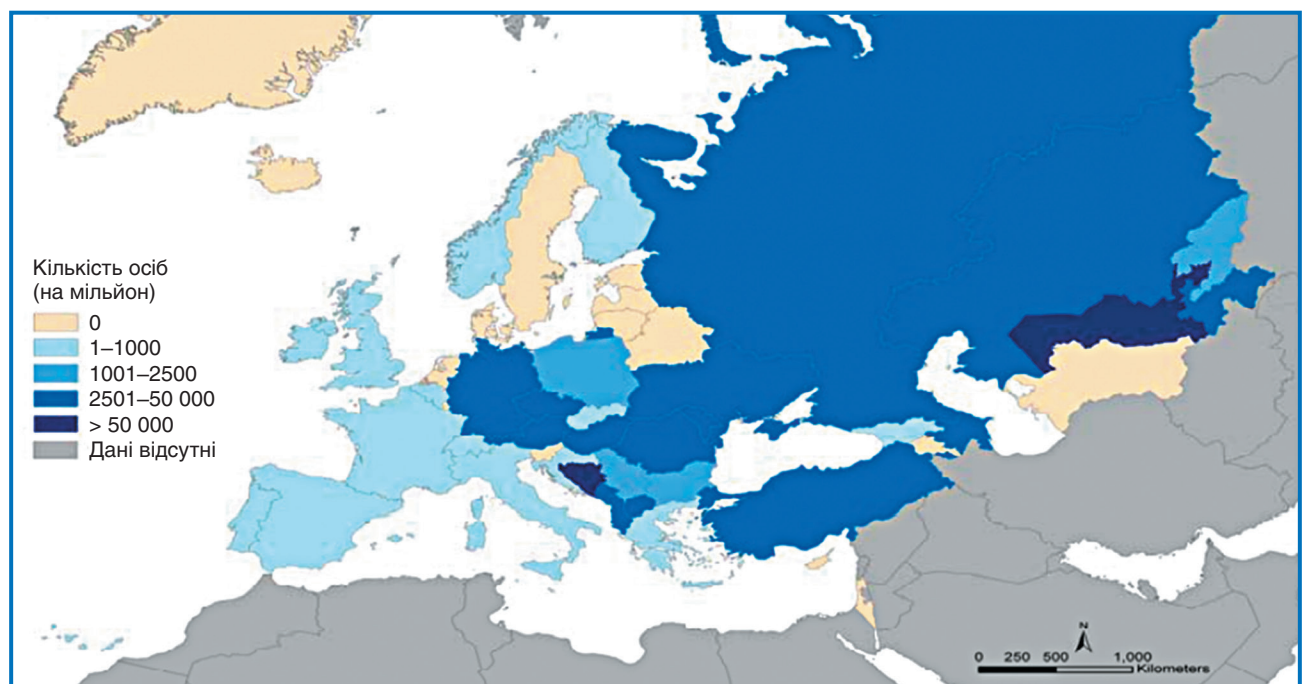 Кількість осіб
(на мільйон)
0
1–1000
1001–2500
2501–50 000
> 50 000
Дані відсутні
N
0 250 500 1,000
Kilometers